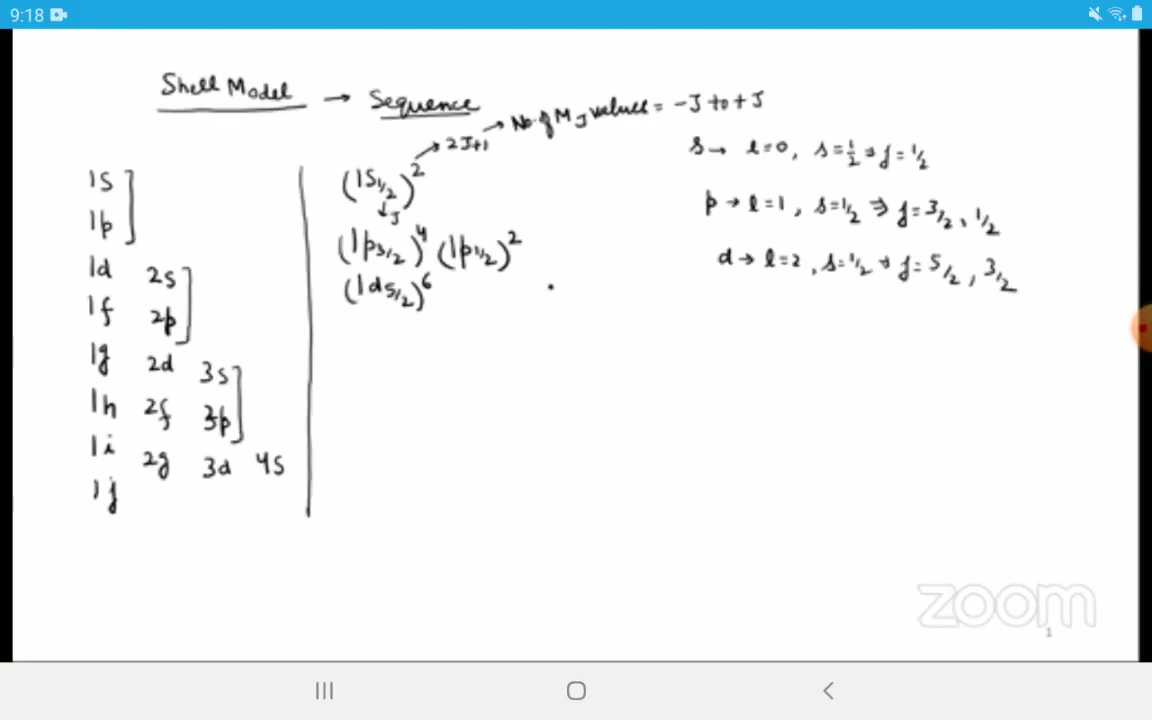 9:18
Shell Model → Sequence
→ 2J+1 → No. of MJ values = -J to + J
s → l=0, s=1/2 ⇒ j=1/2
p → l=1, s=1/2 ⇒ j=3/2, 1/2
d → l=2, s=1/2 ⇒ j=5/2, 3/2
1s
1p
1d 2s
1f 2p
1g 2d 3s
1h 2f 3p
1i 2g 3d 4s
1j
(1S1/2)²
↓J
(1p3/2)⁴ (1p1/2)²
(1d5/2)⁶
zoom
1